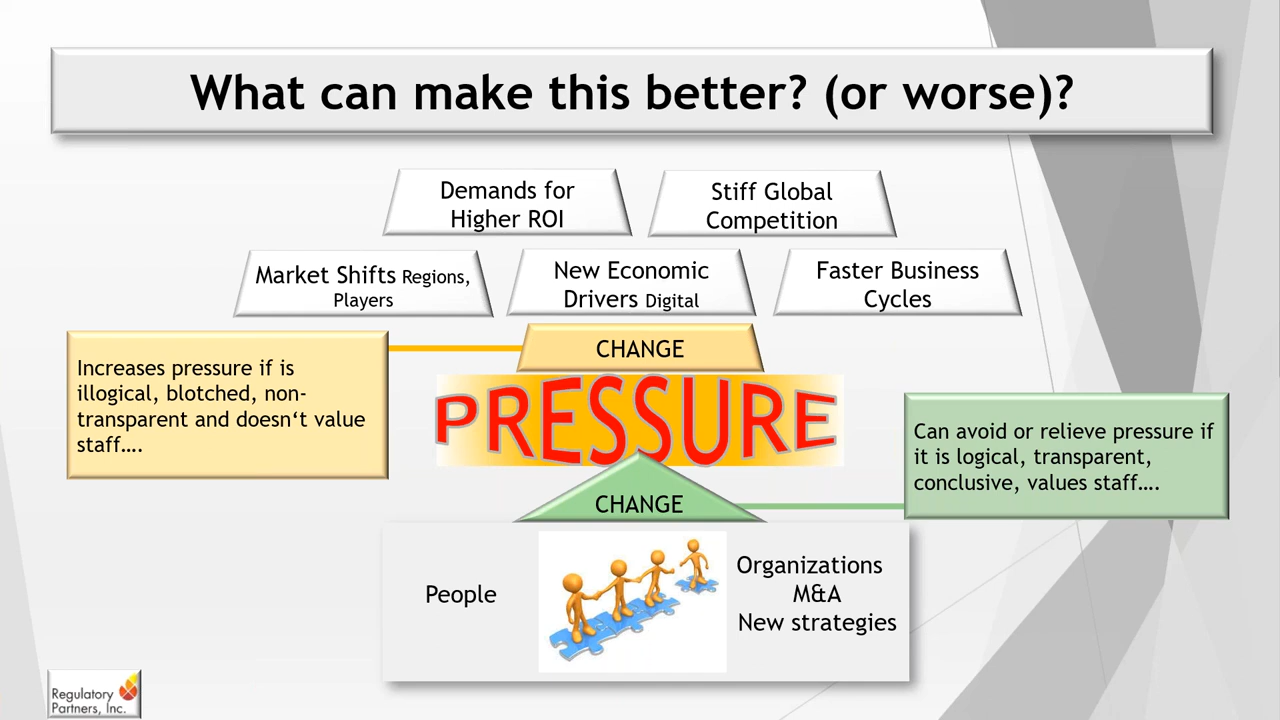 What can make this better? (or worse)?
Demands for
Higher ROI
Stiff Global
Competition
Market Shifts Regions,
Players
New Economic
Drivers Digital
Faster Business
Cycles
CHANGE
Increases pressure if is
illogical, blotched, non-
transparent and doesn‘t value
staff….
PRESSURE
Can avoid or relieve pressure if
it is logical, transparent,
conclusive, values staff….
CHANGE
People
Organizations
M&A
New strategies
Regulatory
Partners, Inc.